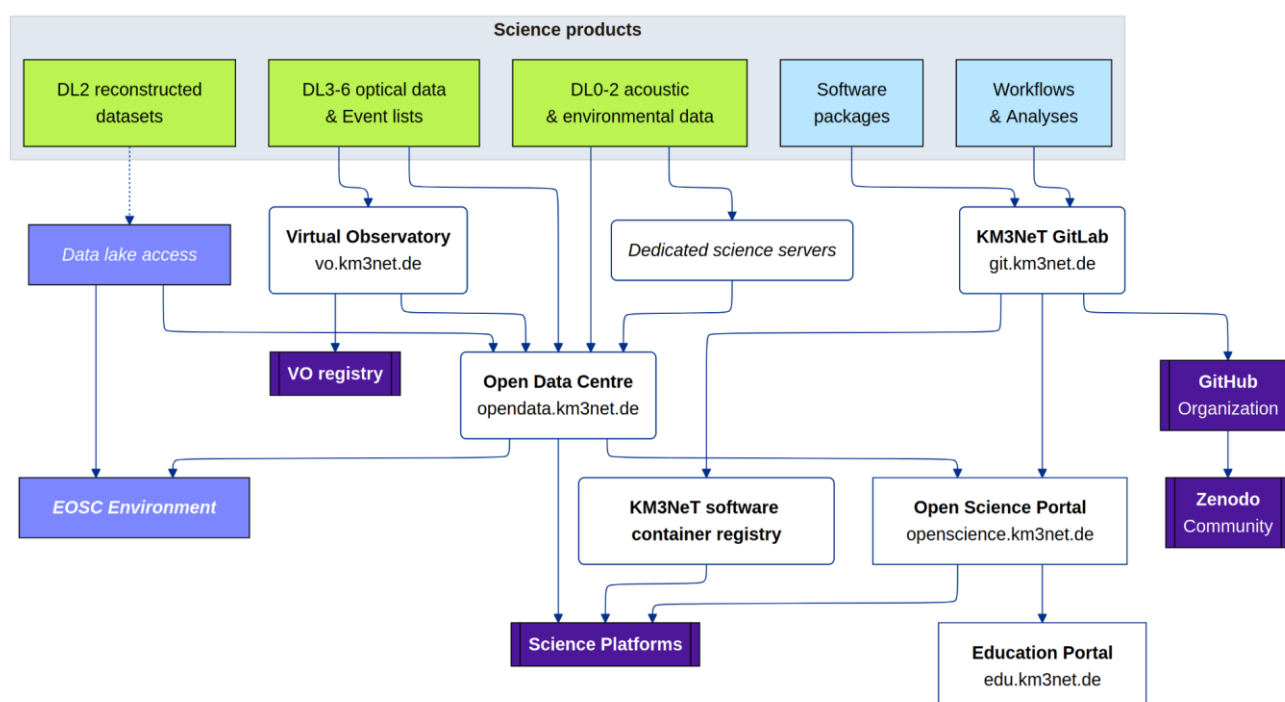 Science products
DL2 reconstructed
datasets
DL3-6 optical data
& Event lists
DL0-2 acoustic
& environmental data
Software
packages
Workflows
& Analyses
Data lake access
Virtual Observatory
vo.km3net.de
Dedicated science servers
KM3NeT GitLab
git.km3net.de
VO registry
Open Data Centre
opendata.km3net.de
GitHub
Organization
EOSC Environment
KM3NeT software
container registry
Open Science Portal
openscience.km3net.de
Zenodo
Community
Science Platforms
Education Portal
edu.km3net.de